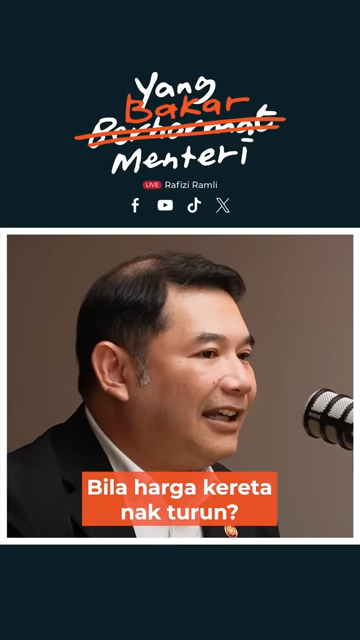 Yang
Bakar
Berhormat
Menteri
LIVE Rafizi Ramli
Bila harga kereta
nak turun?